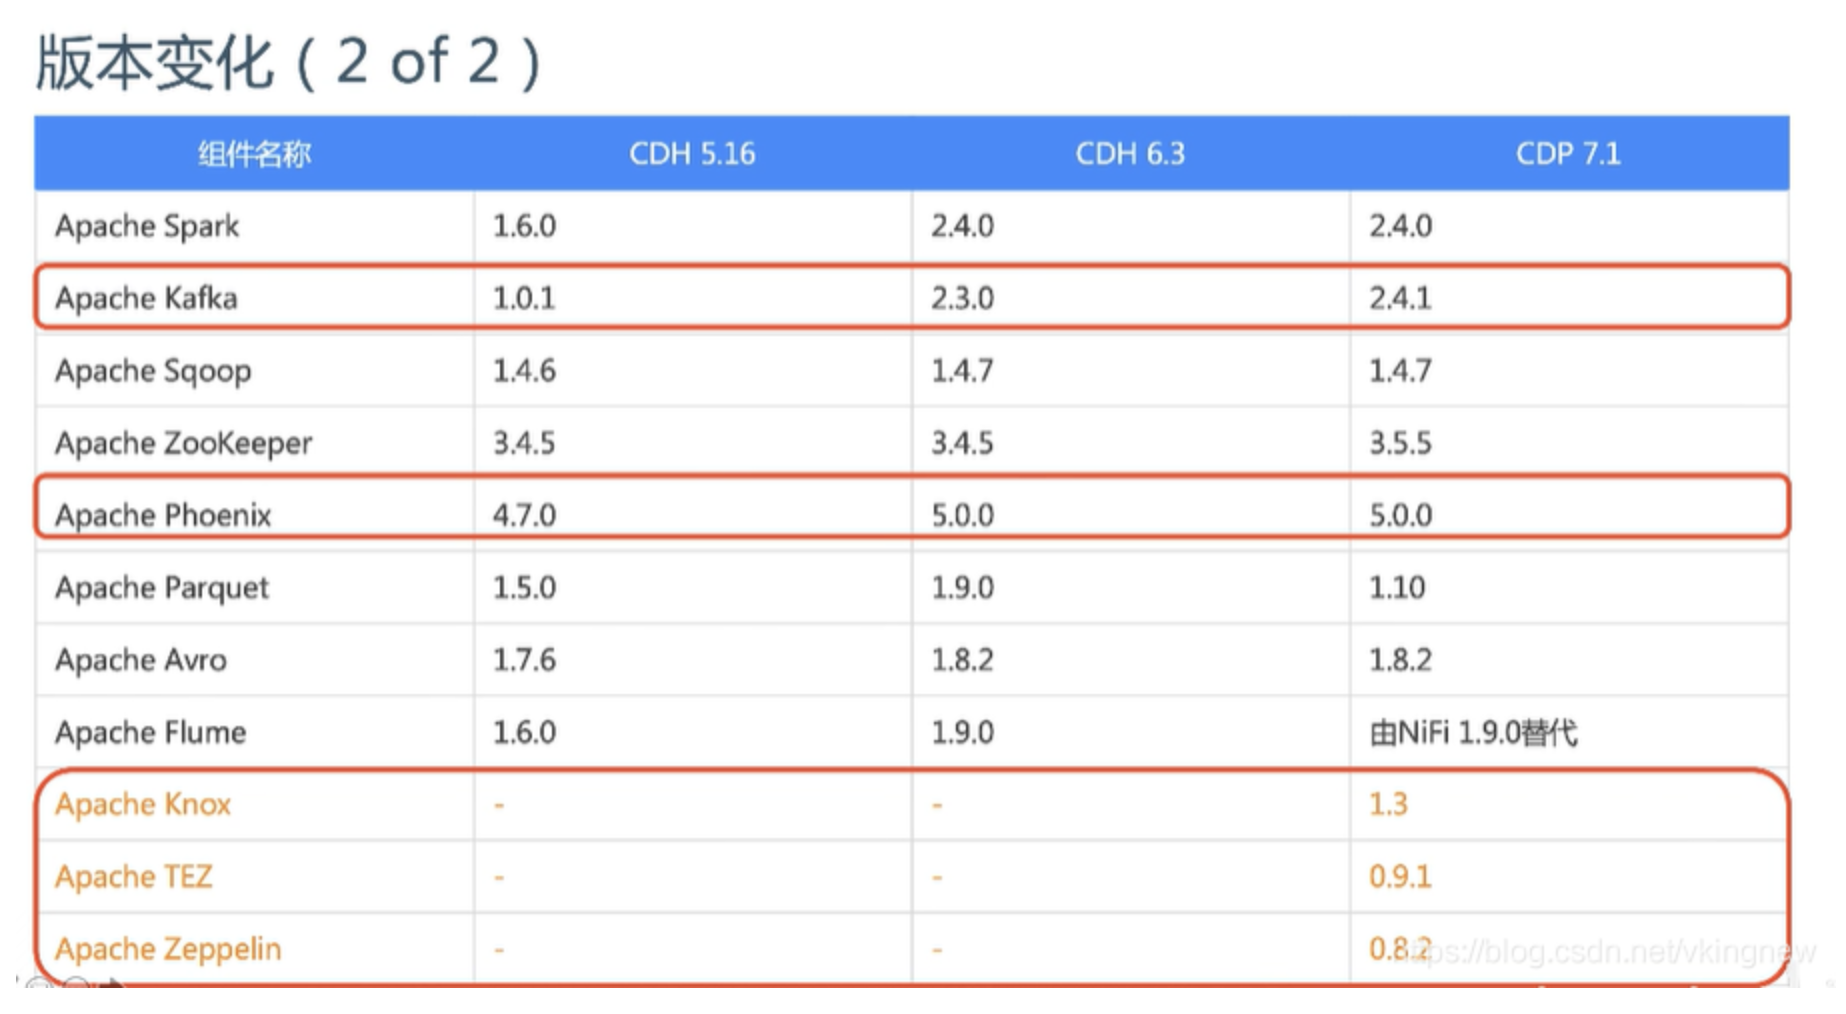 版本变化（2 of 2）
组件名称 CDH 5.16 CDH 6.3 CDP 7.1
Apache Spark 1.6.0 2.4.0 2.4.0
Apache Kafka 1.0.1 2.3.0 2.4.1
Apache Sqoop 1.4.6 1.4.7 1.4.7
Apache ZooKeeper 3.4.5 3.4.5 3.5.5
Apache Phoenix 4.7.0 5.0.0 5.0.0
Apache Parquet 1.5.0 1.9.0 1.10
Apache Avro 1.7.6 1.8.2 1.8.2
Apache Flume 1.6.0 1.9.0 由NiFi 1.9.0替代
Apache Knox - - 1.3
Apache TEZ - - 0.9.1
Apache Zeppelin - - 0.8.2
https://blog.csdn.net/vkingnew